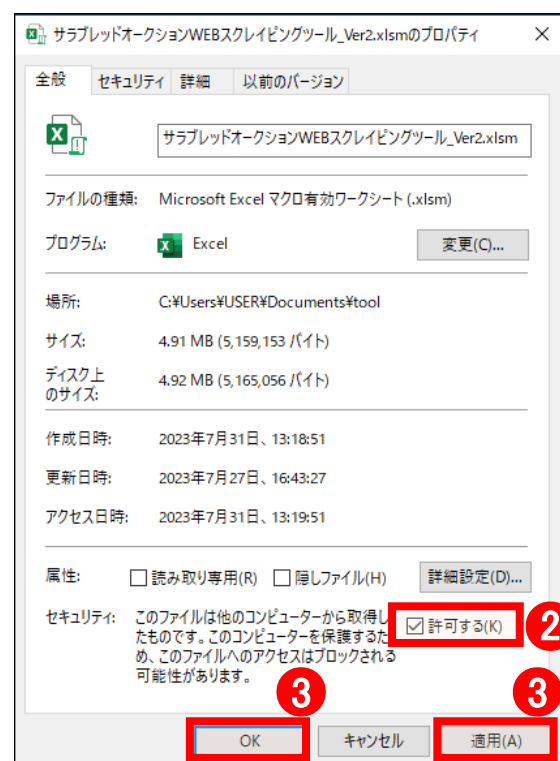 サラブレッドオークションWEBスクレイピングツール_Ver2.xlsmのプロパティ
全般 セキュリティ 詳細 以前のバージョン
サラブレッドオークションWEBスクレイピングツール_Ver2.xlsm
ファイルの種類: Microsoft Excel マクロ有効ワークシート (.xlsm)
プログラム: Excel 変更(C)...
場所: C:¥Users¥USER¥Documents¥tool
サイズ: 4.91 MB (5,159,153 バイト)
ディスク上
のサイズ: 4.92 MB (5,165,056 バイト)
作成日時: 2023年7月31日、13:18:51
更新日時: 2023年7月27日、16:43:27
アクセス日時: 2023年7月31日、13:19:51
属性: 読み取り専用(R) 隠しファイル(H) 詳細設定(D)...
セキュリティ: このファイルは他のコンピューターから取得し
たものです。このコンピューターを保護するた
め、このファイルへのアクセスはブロックされる
可能性があります。
許可する(K) 2
3 3
OK キャンセル 適用(A)